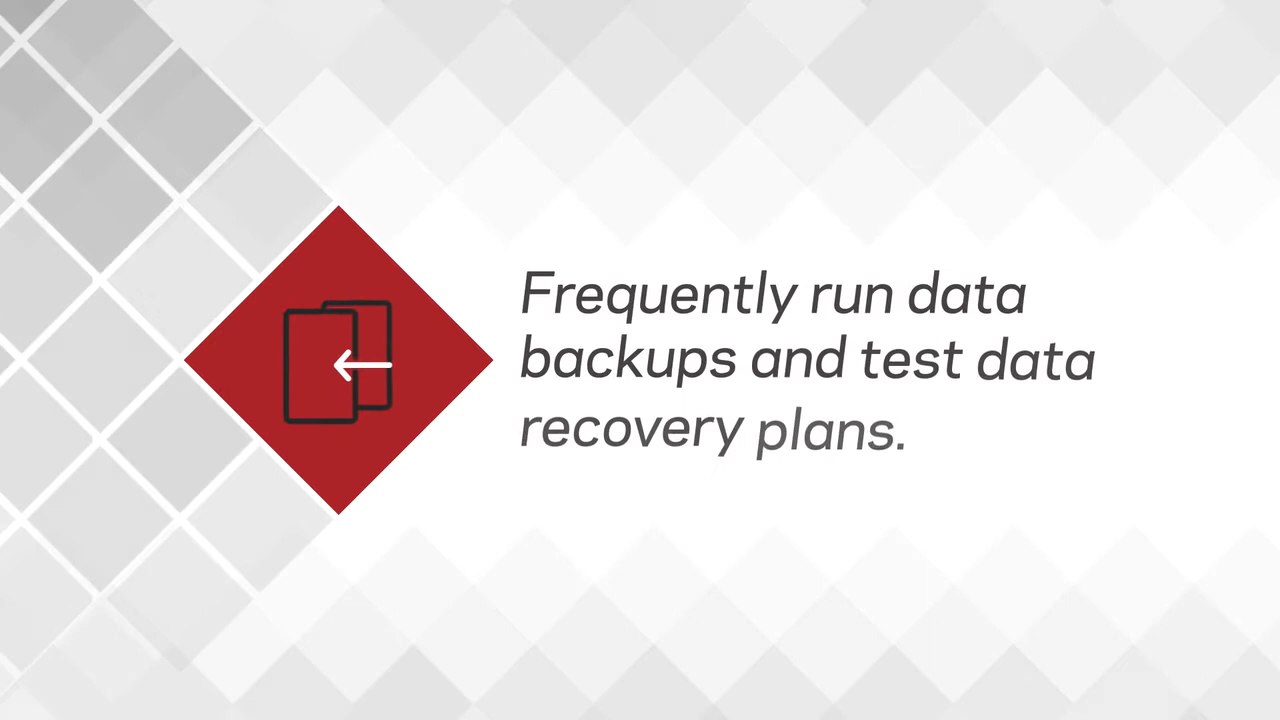 Frequently run data
backups and test data
recovery plans.